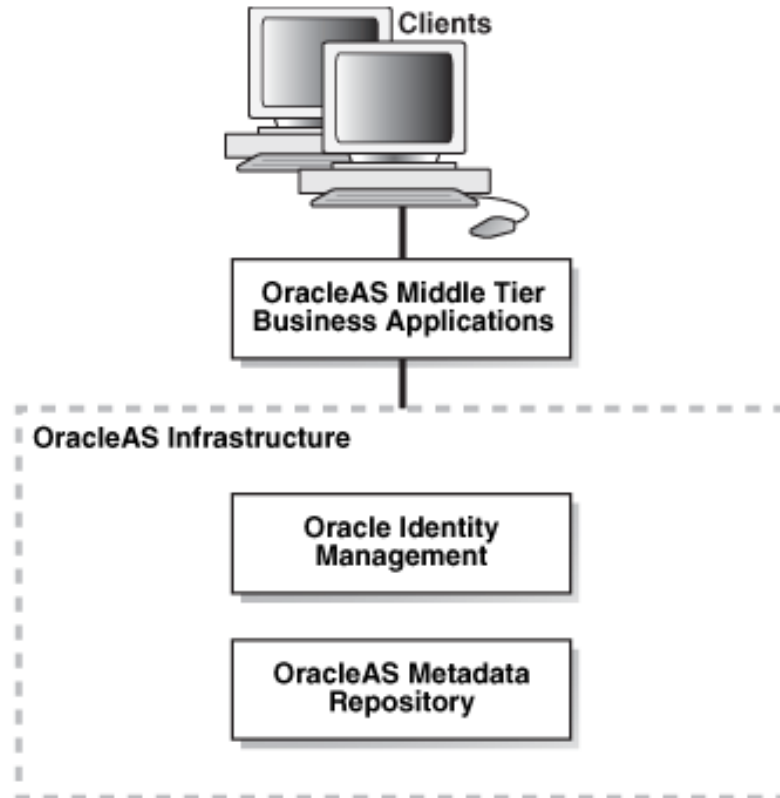 Clients
OracleAS Middle Tier
Business Applications
OracleAS Infrastructure
Oracle Identity
Management
OracleAS Metadata
Repository